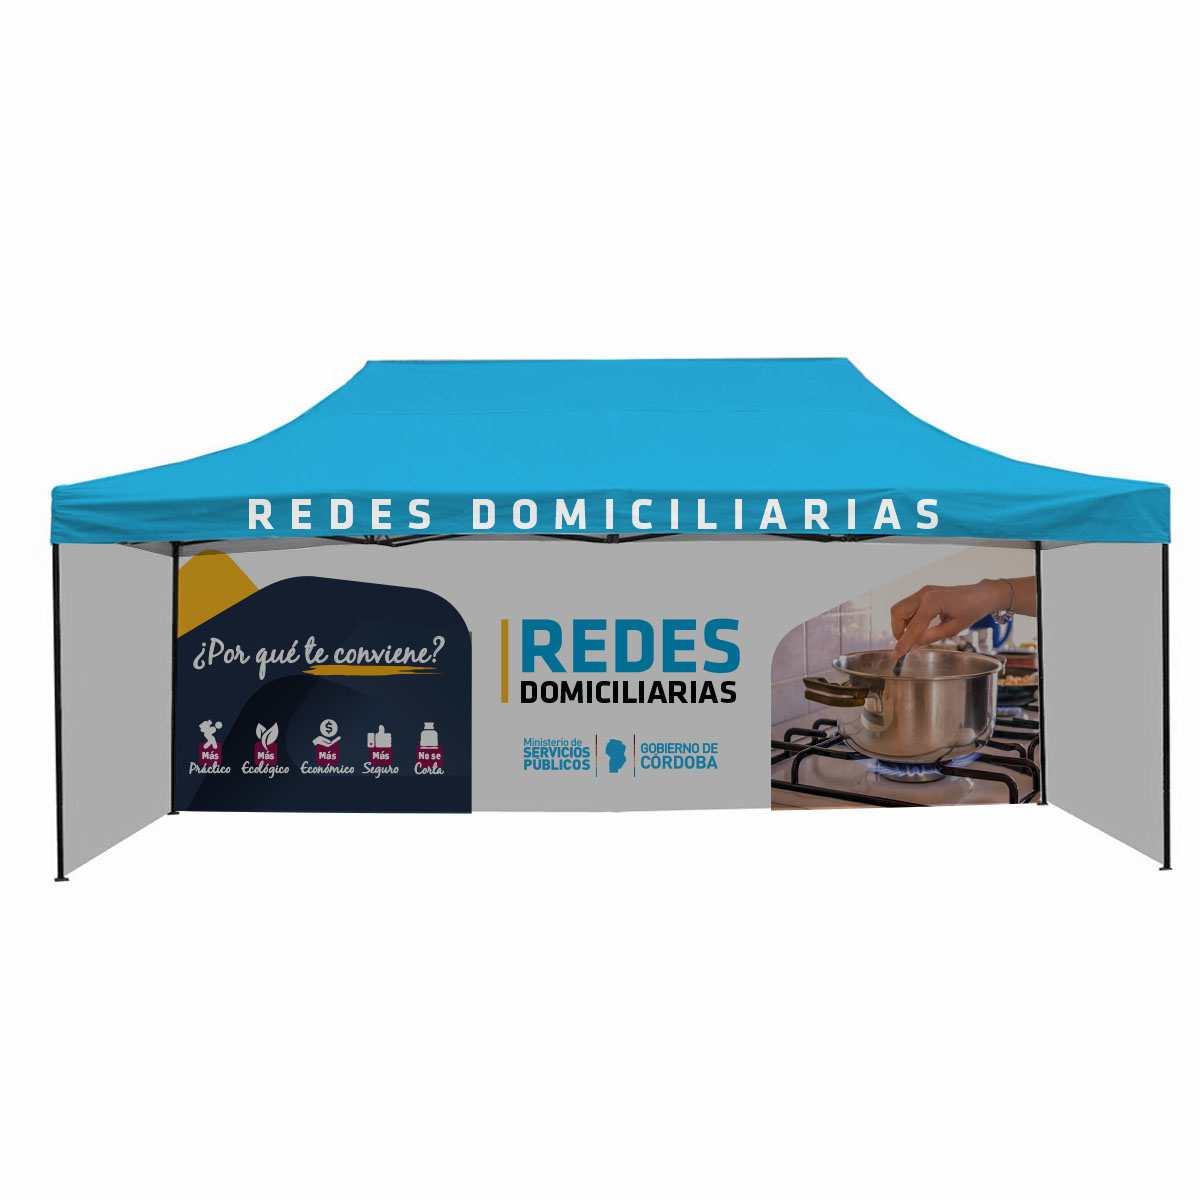 REDES DOMICILIARIAS
¿Por qué te conviene?
Más
Práctico
Más
Ecológico
$
Más
Económico
Más
Seguro
No se
Corta
REDES
DOMICILIARIAS
Ministerio de
SERVICIOS
PÚBLICOS
GOBIERNO DE
CÓRDOBA